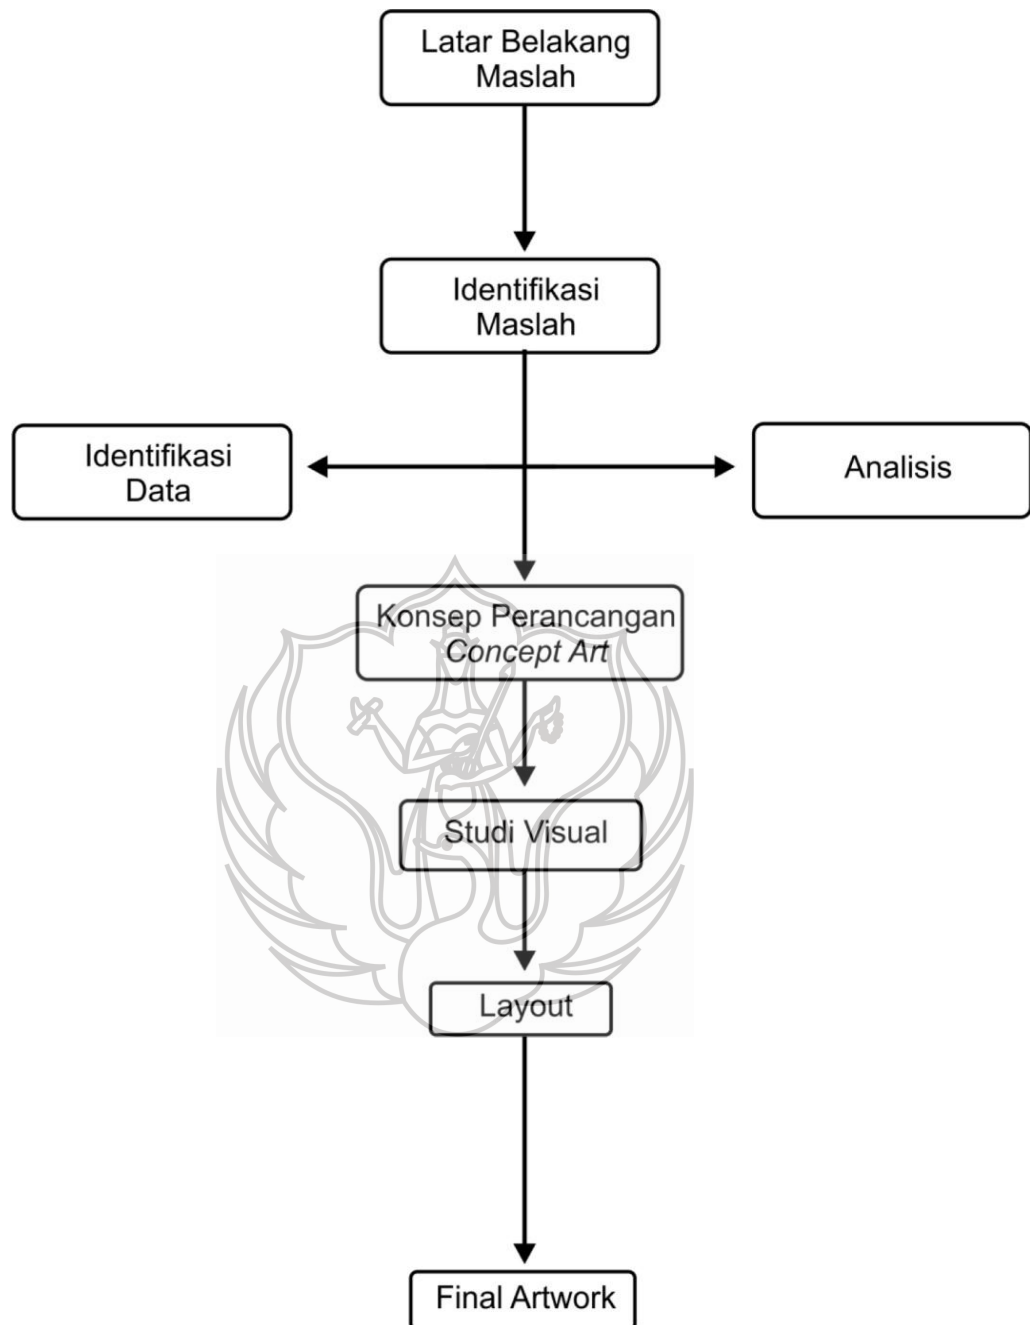 Latar Belakang
Maslah
Identifikasi
Maslah
Identifikasi
Data
Analisis
Konsep Perancangan
Concept Art
Studi Visual
Layout
Final Artwork